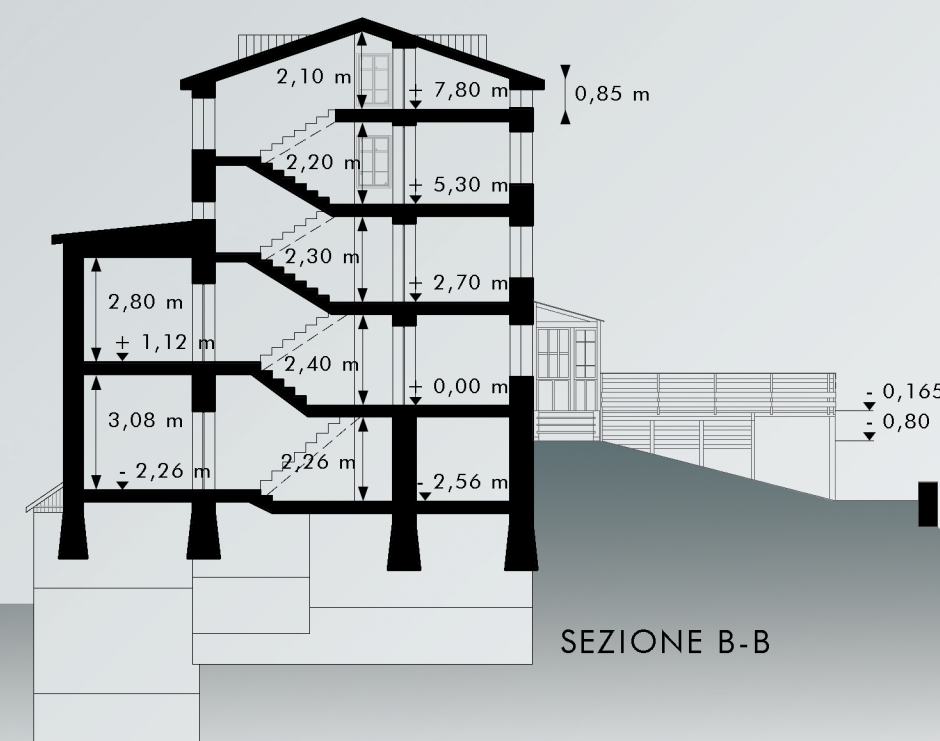 2,10 m
+ 7,80 m
0,85 m
2,20 m
+ 5,30 m
2,30 m
+ 2,70 m
2,80 m
+ 1,12 m
2,40 m
+ 0,00 m
- 0,165
- 0,80
3,08 m
- 2,26 m
2,26 m
- 2,56 m
SEZIONE B-B